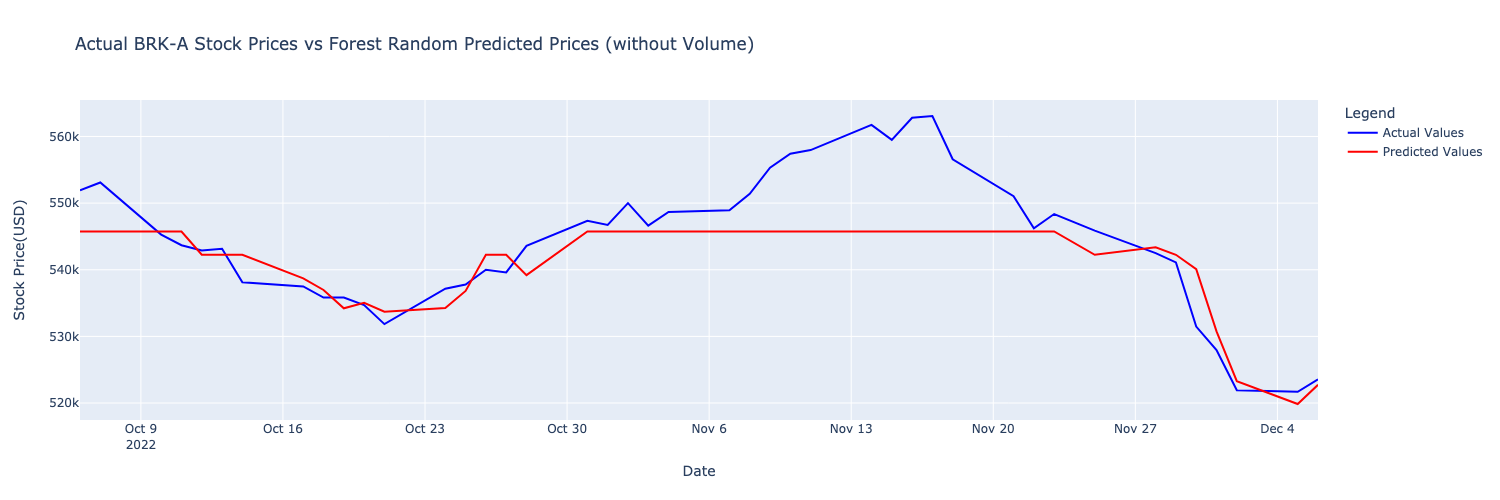 Actual BRK-A Stock Prices vs Forest Random Predicted Prices (without Volume)
Legend
Actual Values
Predicted Values
Stock Price(USD)
560k
550k
540k
530k
520k
Oct 9
2022
Oct 16
Oct 23
Oct 30
Nov 6
Nov 13
Nov 20
Nov 27
Dec 4
Date